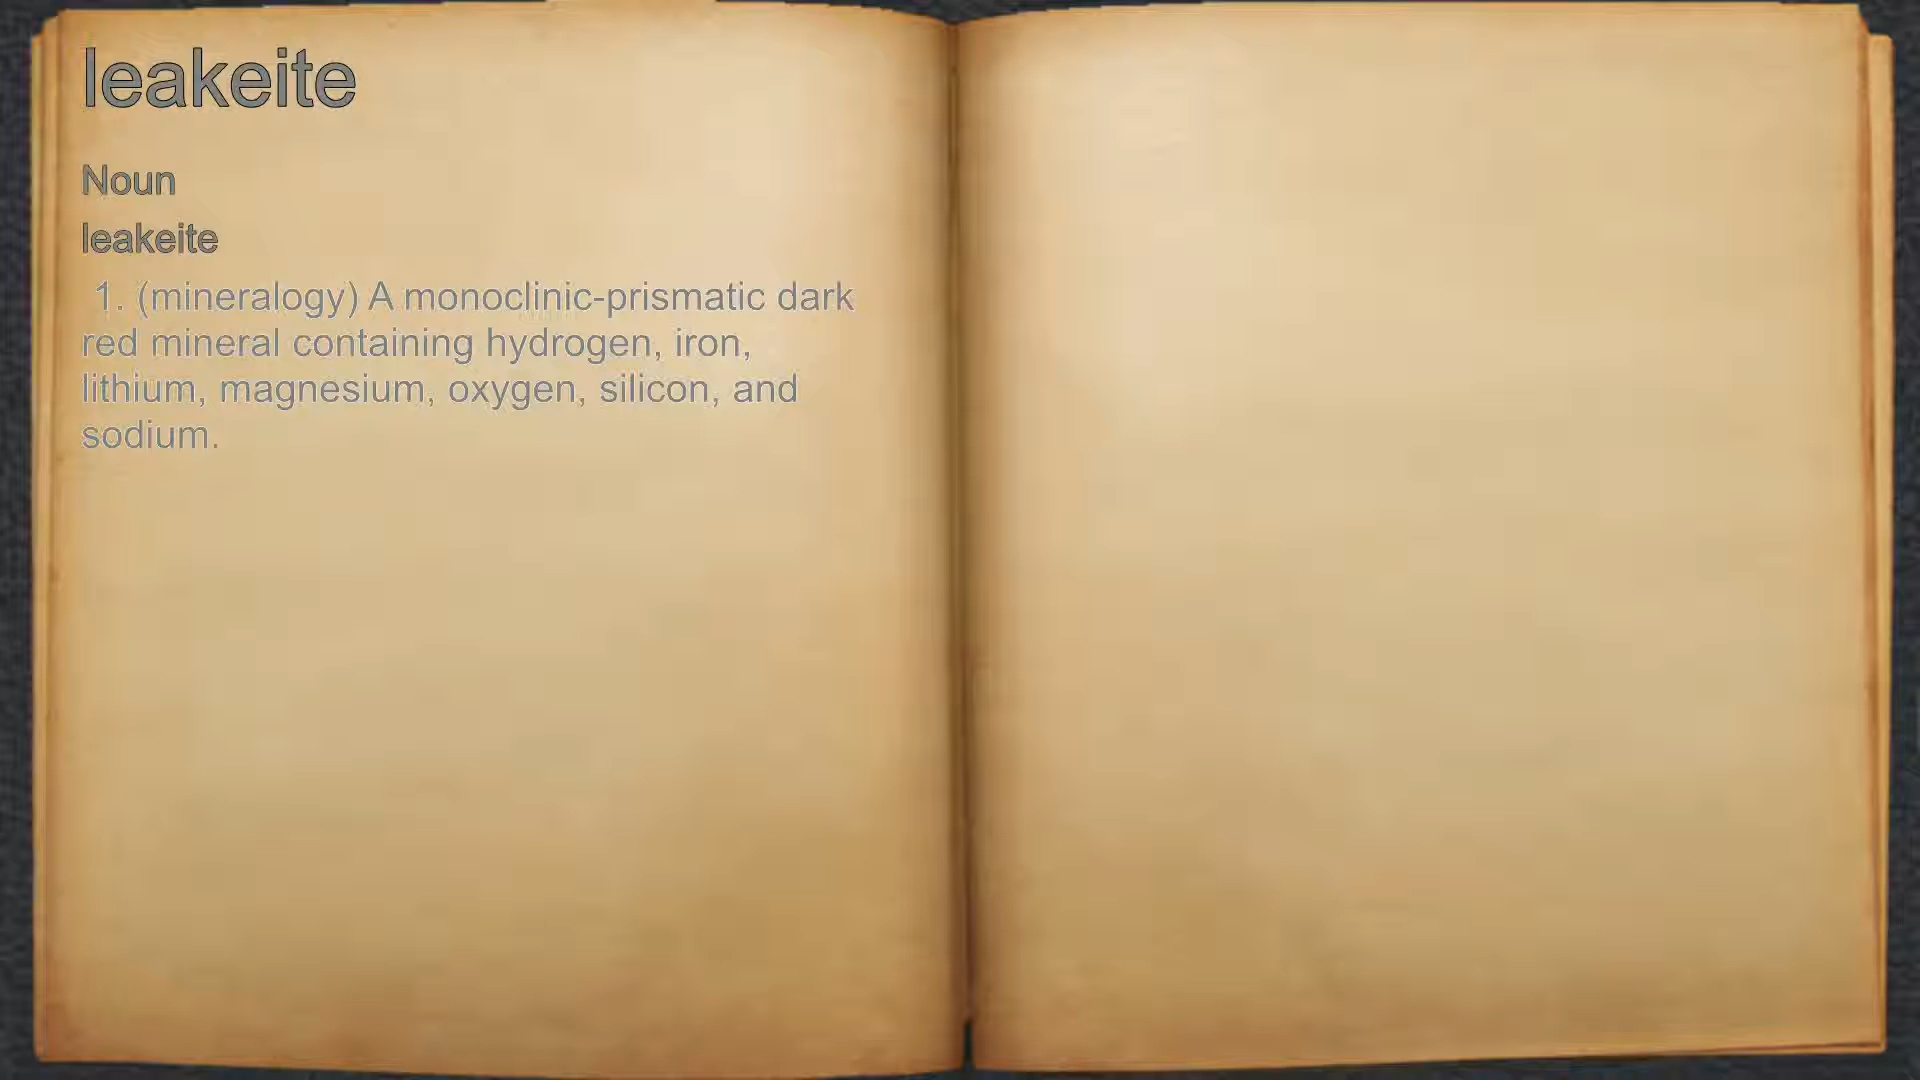 leakeite
Noun
leakeite
1. (mineralogy) A monoclinic-prismatic dark
red mineral containing hydrogen, iron,
lithium, magnesium, oxygen, silicon, and
sodium.